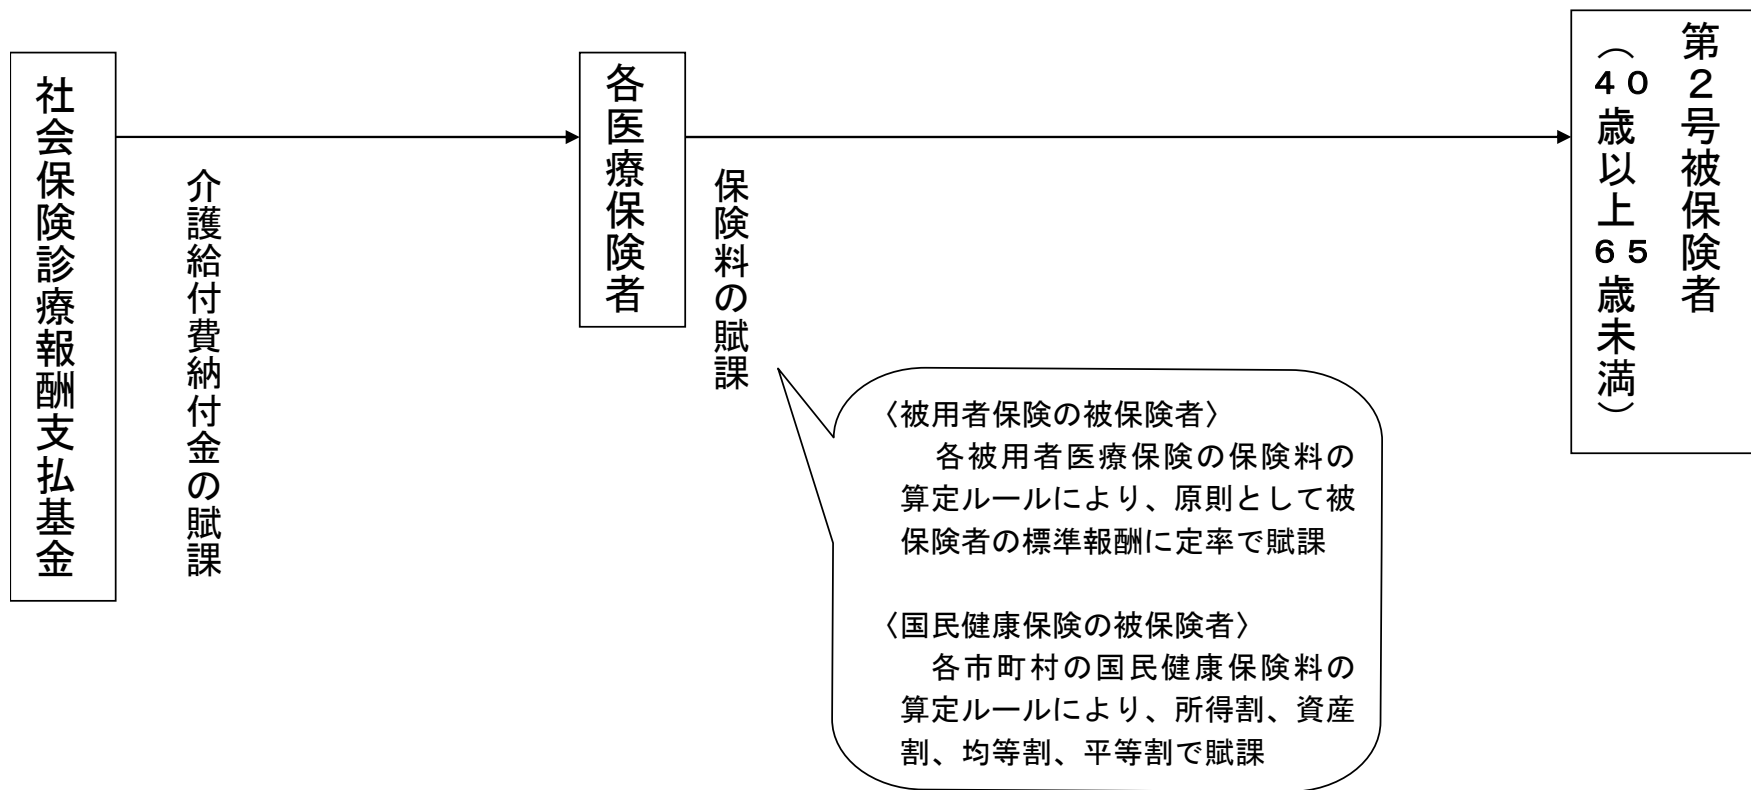 社会保険診療報酬支払基金
介護給付費納付金の賦課
各医療保険者
保険料の賦課
第２号被保険者
（４０歳以上６５歳未満）
〈被用者保険の被保険者〉
各被用者医療保険の保険料の
算定ルールにより、原則として被
保険者の標準報酬に定率で賦課
〈国民健康保険の被保険者〉
各市町村の国民健康保険料の
算定ルールにより、所得割、資産
割、均等割、平等割で賦課